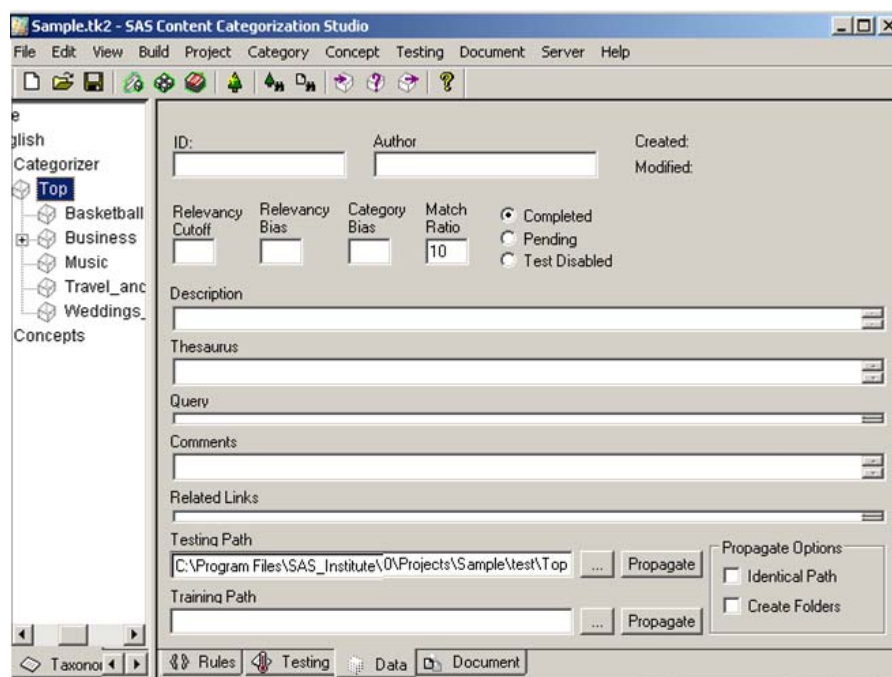 Sample.tk2 - SAS Content Categorization Studio
File Edit View Build Project Category Concept Testing Document Server Help
e
glish
Categorizer
Top
Basketball
Business
Music
Travel_and
Weddings_
Concepts
ID:
Author
Created:
Modified:
Relevancy Cutoff
Relevancy Bias
Category Bias
Match Ratio
10
Completed
Pending
Test Disabled
Description
Thesaurus
Query
Comments
Related Links
Testing Path
C:\Program Files\SAS_Institute\0\Projects\Sample\test\Top
... Propagate
Training Path
... Propagate
Propagate Options
Identical Path
Create Folders
Taxono
Rules Testing Data Document